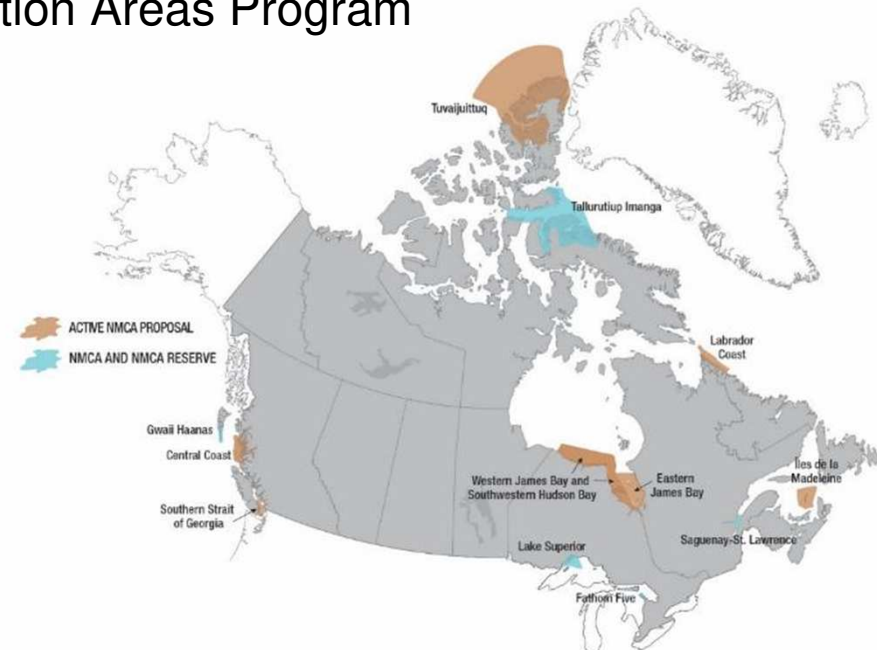 tion Areas Program
Tuvaijuittuq
Tallurutiup Imanga
ACTIVE NMCA PROPOSAL
NMCA AND NMCA RESERVE
Labrador
Coast
Gwaii Haanas
Central Coast
Southern Strait
of Georgia
Western James Bay and
Southwestern Hudson Bay
Eastern
James Bay
Îles de la
Madeleine
Saguenay-St. Lawrence
Lake Superior
Fathom Five